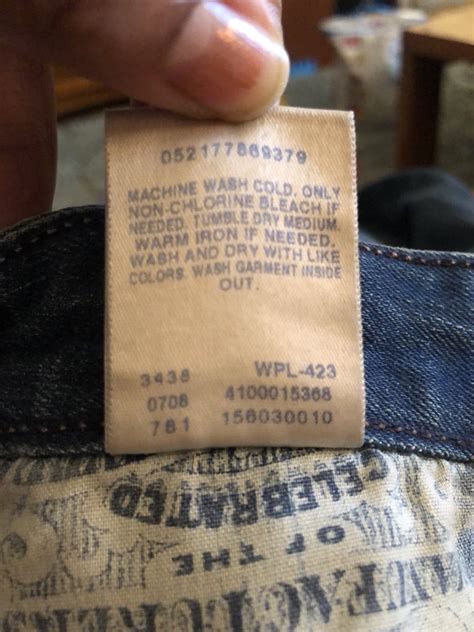 052177869379
MACHINE WASH COLD. ONLY
NON-CHLORINE BLEACH IF
NEEDED. TUMBLE DRY MEDIUM.
WARM IRON IF NEEDED.
WASH AND DRY WITH LIKE
COLORS. WASH GARMENT INSIDE
OUT.
3438 WPL-423
0708 4100015368
781 156030010
CELEBRATED
OF THE